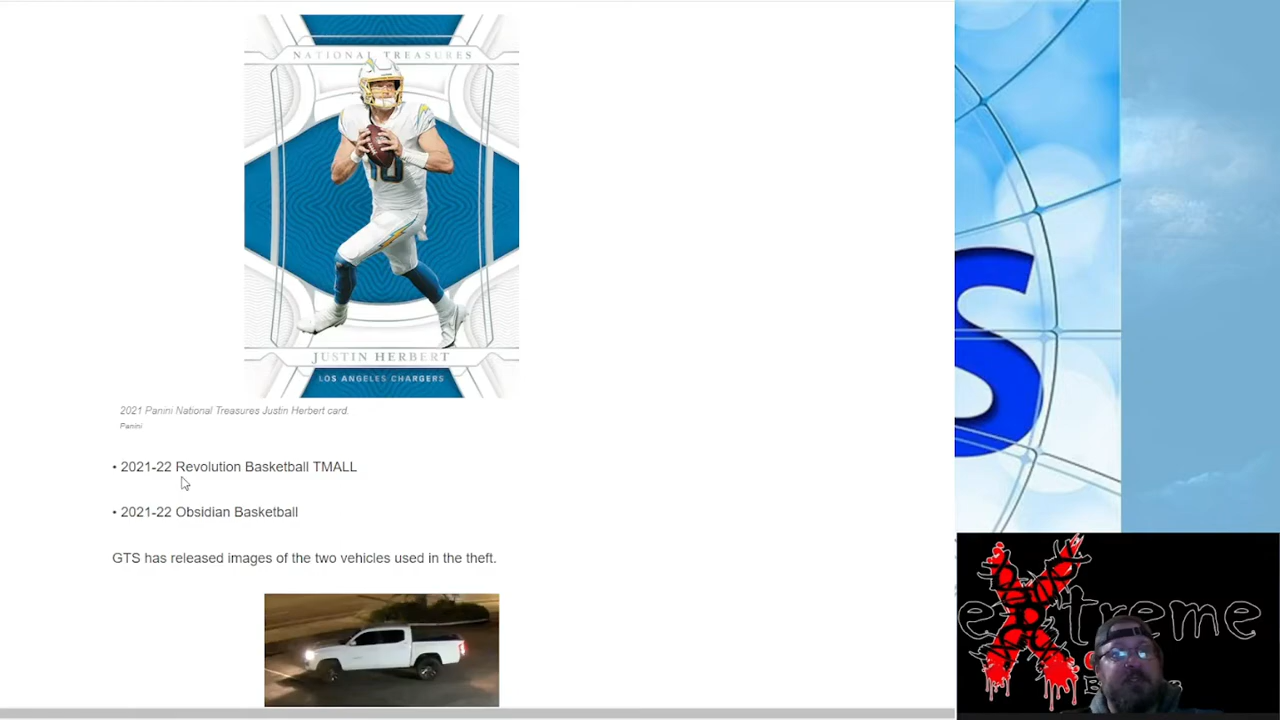 NATIONAL TREASURES
10
JUSTIN HERBERT
LOS ANGELES CHARGERS
2021 Panini National Treasures Justin Herbert card.
Panini
• 2021-22 Revolution Basketball TMALL
• 2021-22 Obsidian Basketball
GTS has released images of the two vehicles used in the theft.
S
eXtreme